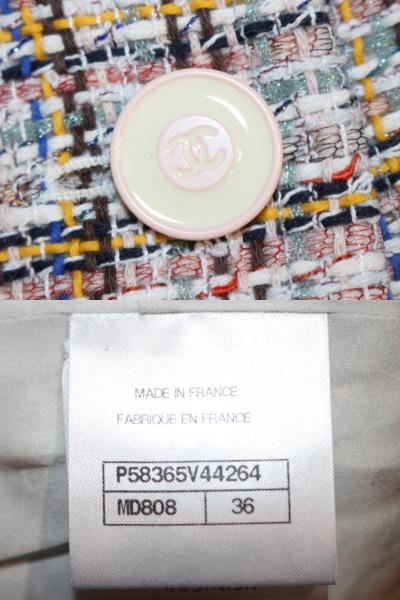 MADE IN FRANCE
FABRIQUE EN FRANCE
P58365V44264
MD808 36